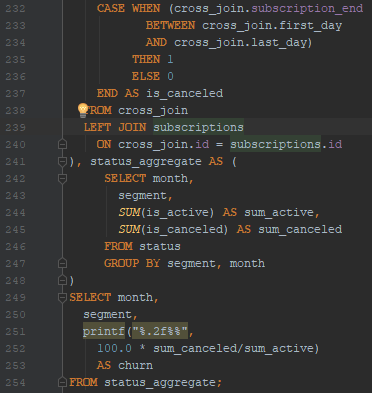 232 CASE WHEN (cross_join.subscription_end
233 BETWEEN cross_join.first_day
234 AND cross_join.last_day)
235 THEN 1
236 ELSE 0
237 END AS is_canceled
238 FROM cross_join
239 LEFT JOIN subscriptions
240 ON cross_join.id = subscriptions.id
241 ), status_aggregate AS (
242 SELECT month,
243 segment,
244 SUM(is_active) AS sum_active,
245 SUM(is_canceled) AS sum_canceled
246 FROM status
247 GROUP BY segment, month
248 )
249 SELECT month,
250 segment,
251 printf("%.2f%%",
252 100.0 * sum_canceled/sum_active)
253 AS churn
254 FROM status_aggregate;